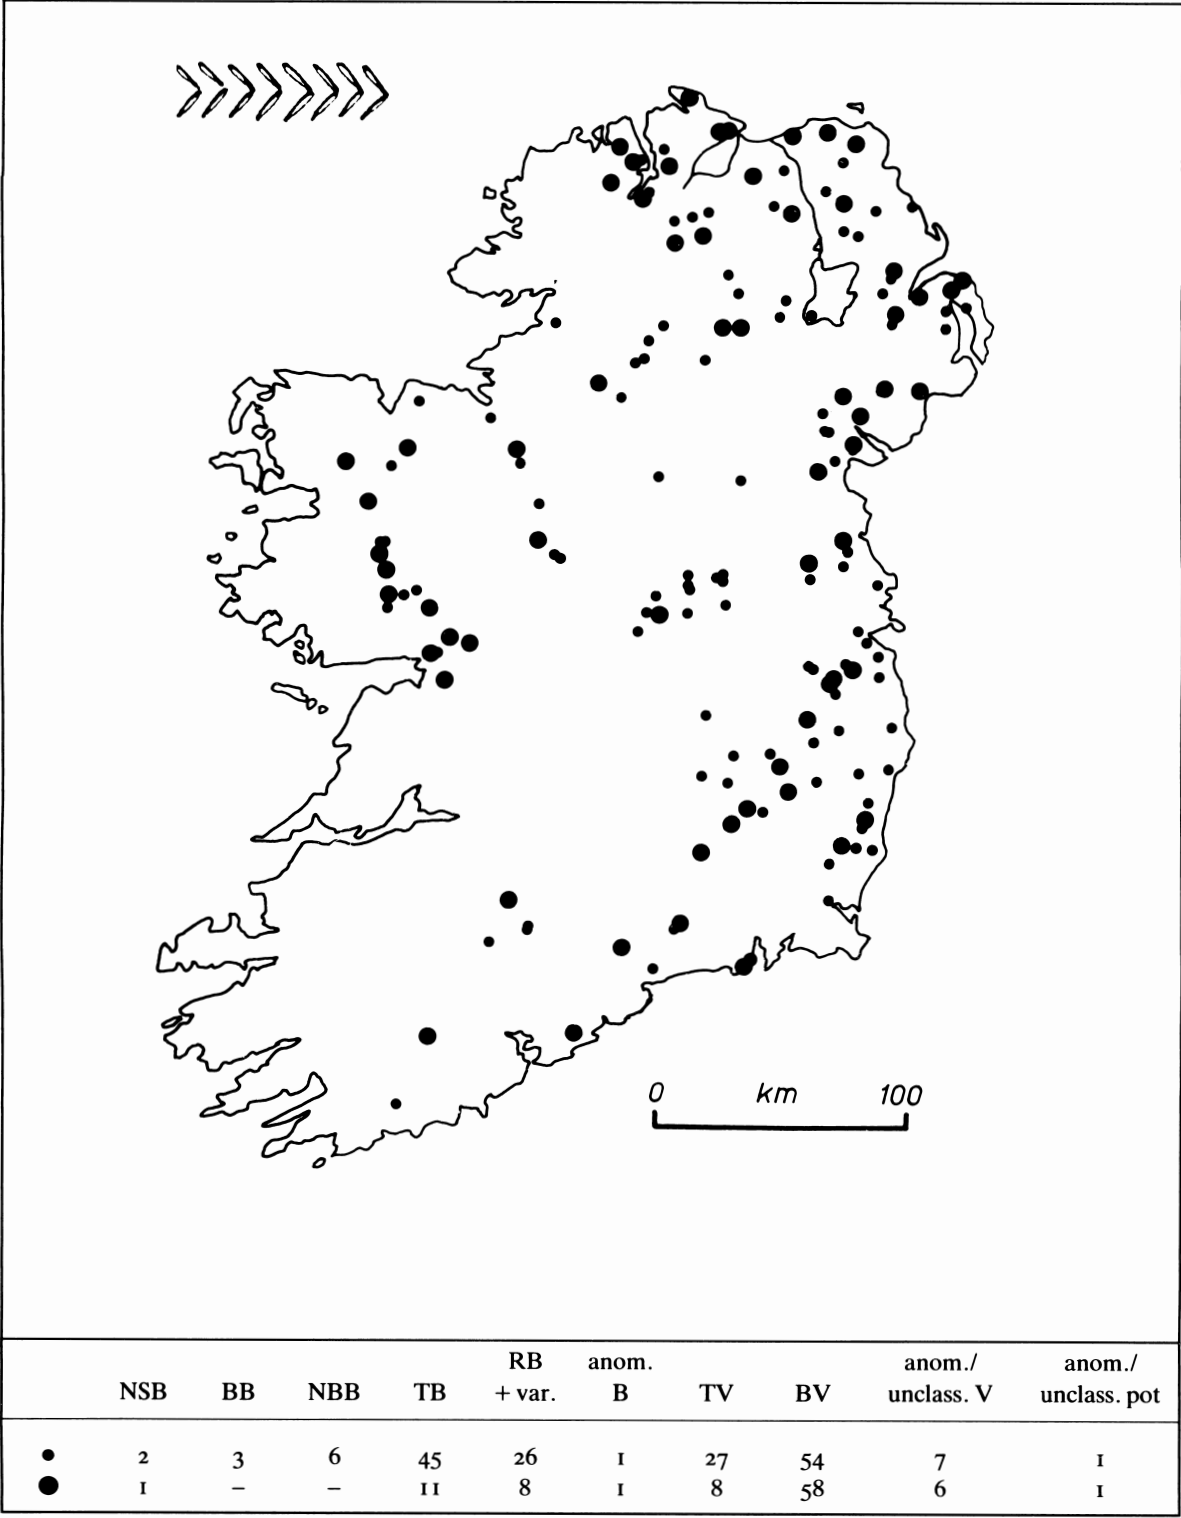 0 km 100
RB anom. anom./ anom./
NSB BB NBB TB + var. B TV BV unclass. V unclass. pot
2 3 6 45 26 I 27 54 7 I
I – – II 8 I 8 58 6 I